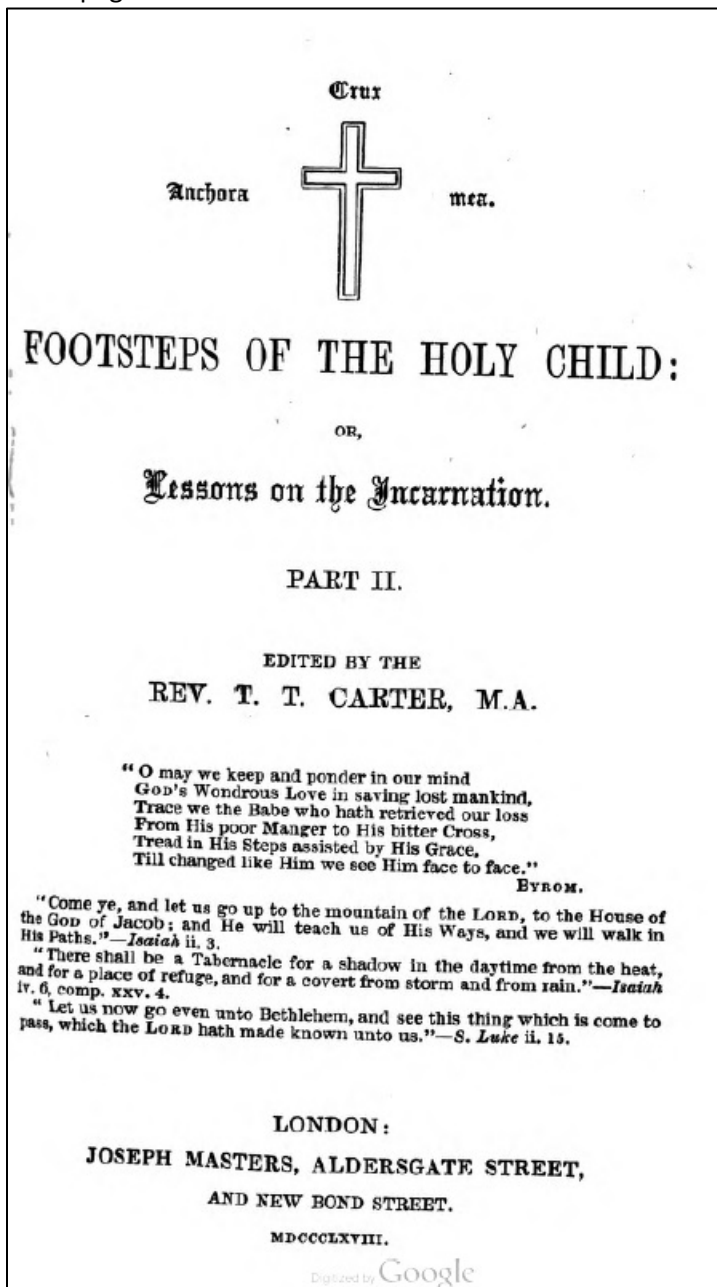 Crux
Anchora mea.
FOOTSTEPS OF THE HOLY CHILD:
OR,
Lessons on the Incarnation.
PART II.
EDITED BY THE
REV. T. T. CARTER, M.A.
“O may we keep and ponder in our mind
GOD'S Wondrous Love in saving lost mankind,
Trace we the Babe who hath retrieved our loss
From His poor Manger to His bitter Cross,
Tread in His Steps assisted by His Grace,
Till changed like Him we see Him face to face.”
BYROM.
“Come ye, and let us go up to the mountain of the LORD, to the House of
the GOD of Jacob; and He will teach us of His Ways, and we will walk in
His Paths.”—Isaiah ii. 3.
“There shall be a Tabernacle for a shadow in the daytime from the heat,
and for a place of refuge, and for a covert from storm and from rain.”—Isaiah
iv. 6, comp. xxv. 4.
“Let us now go even unto Bethlehem, and see this thing which is come to
pass, which the LORD hath made known unto us.”—S. Luke ii. 15.
LONDON:
JOSEPH MASTERS, ALDERSGATE STREET,
AND NEW BOND STREET.
MDCCCLXVIII.
Digitized by Google